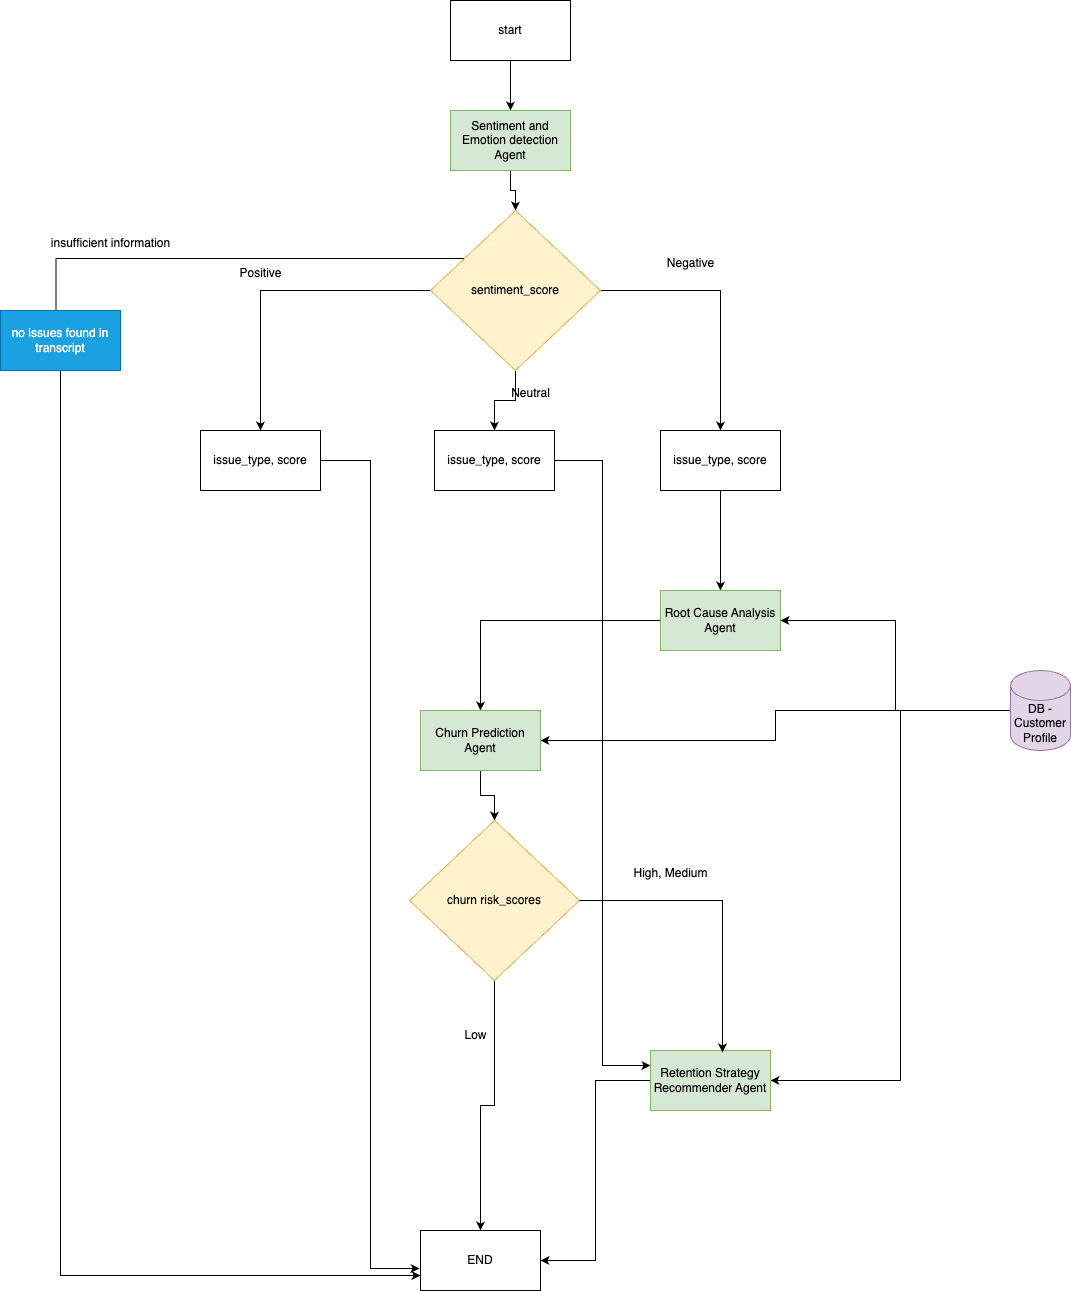 start
Sentiment and
Emotion detection
Agent
insufficient information
Positive
Negative
sentiment_score
no issues found in
transcript
Neutral
issue_type, score
issue_type, score
issue_type, score
Root Cause Analysis
Agent
DB -
Customer
Profile
Churn Prediction
Agent
High, Medium
churn risk_scores
Low
Retention Strategy
Recommender Agent
END